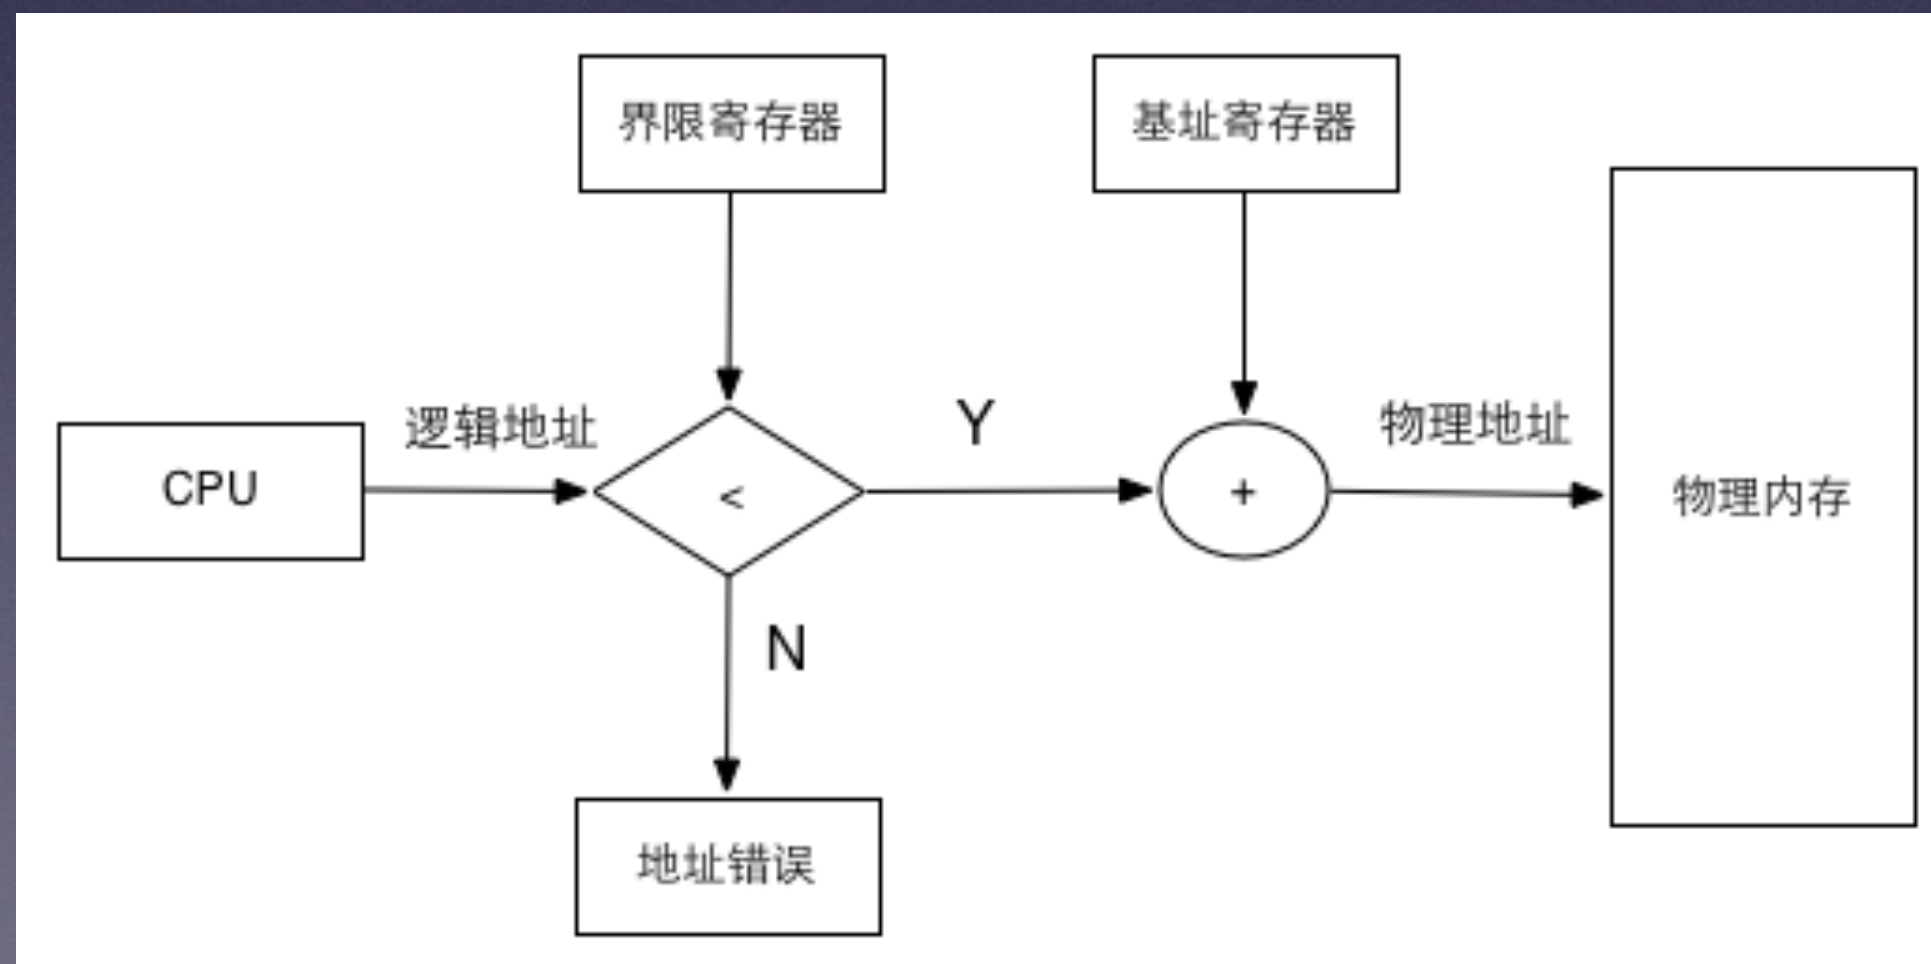 界限寄存器
基址寄存器
CPU
逻辑地址
<
Y
+
物理地址
物理内存
N
地址错误